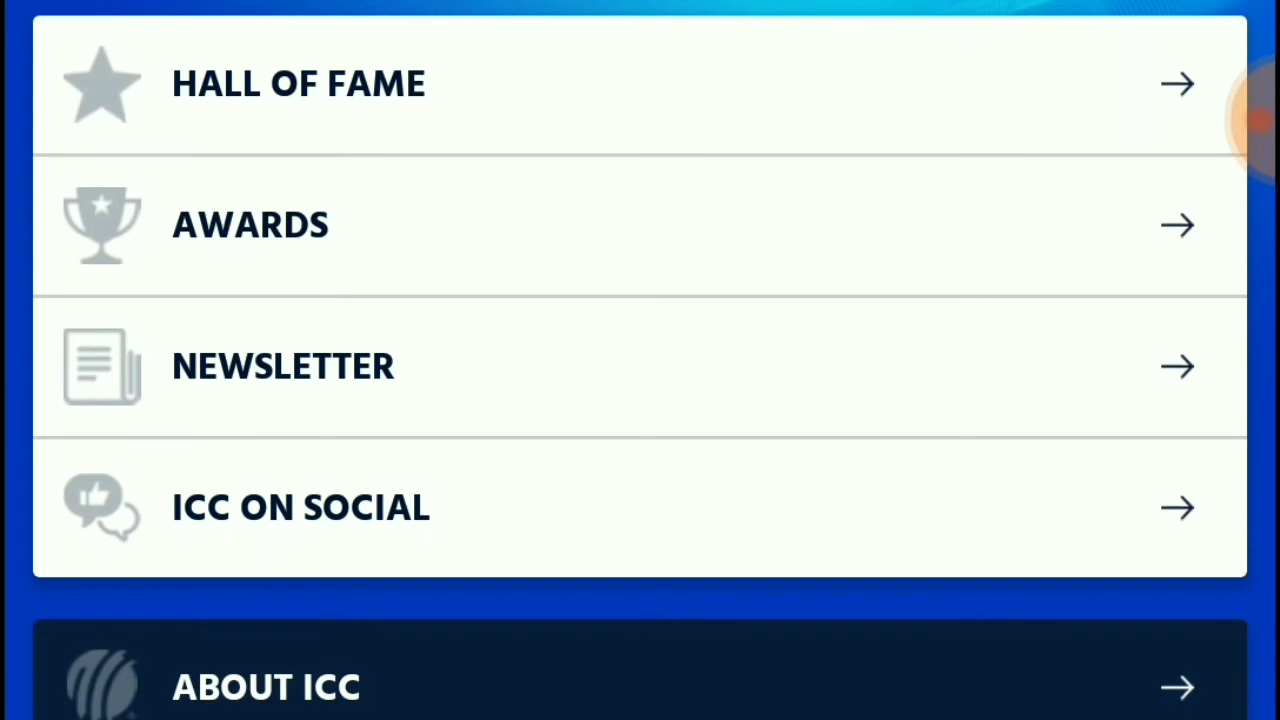 HALL OF FAME
AWARDS
NEWSLETTER
ICC ON SOCIAL
ABOUT ICC